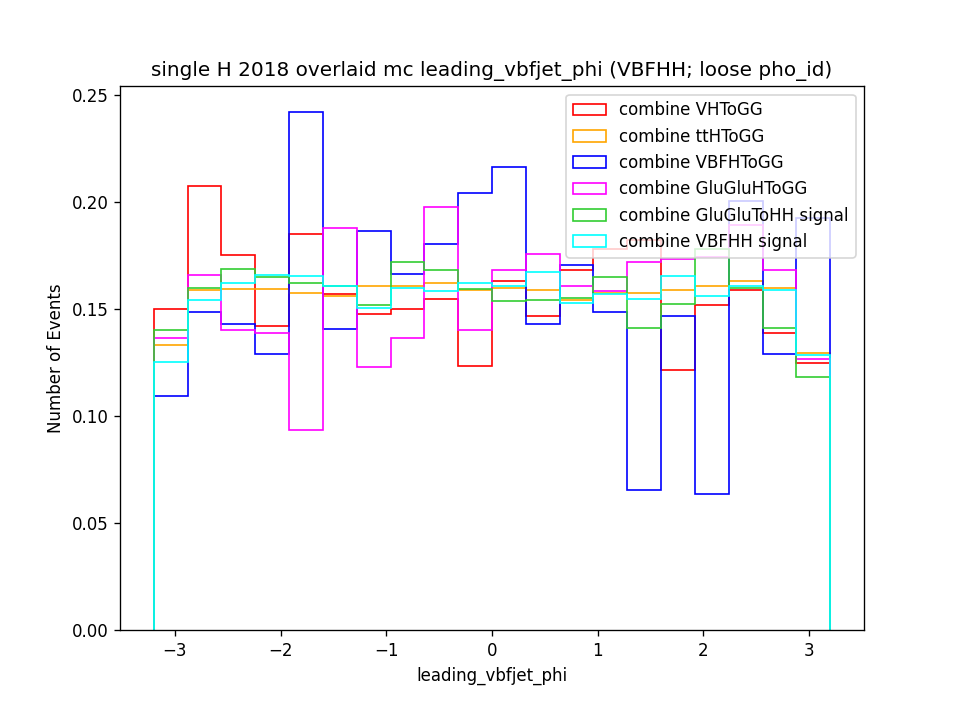 single H 2018 overlaid mc leading_vbfjet_phi (VBFHH; loose pho_id)
0.25
0.20
0.15
0.10
0.05
0.00
Number of Events
combine VHToGG
combine ttHToGG
combine VBFHToGG
combine GluGluHToGG
combine GluGluToHH signal
combine VBFHH signal
−3 −2 −1 0 1 2 3
leading_vbfjet_phi